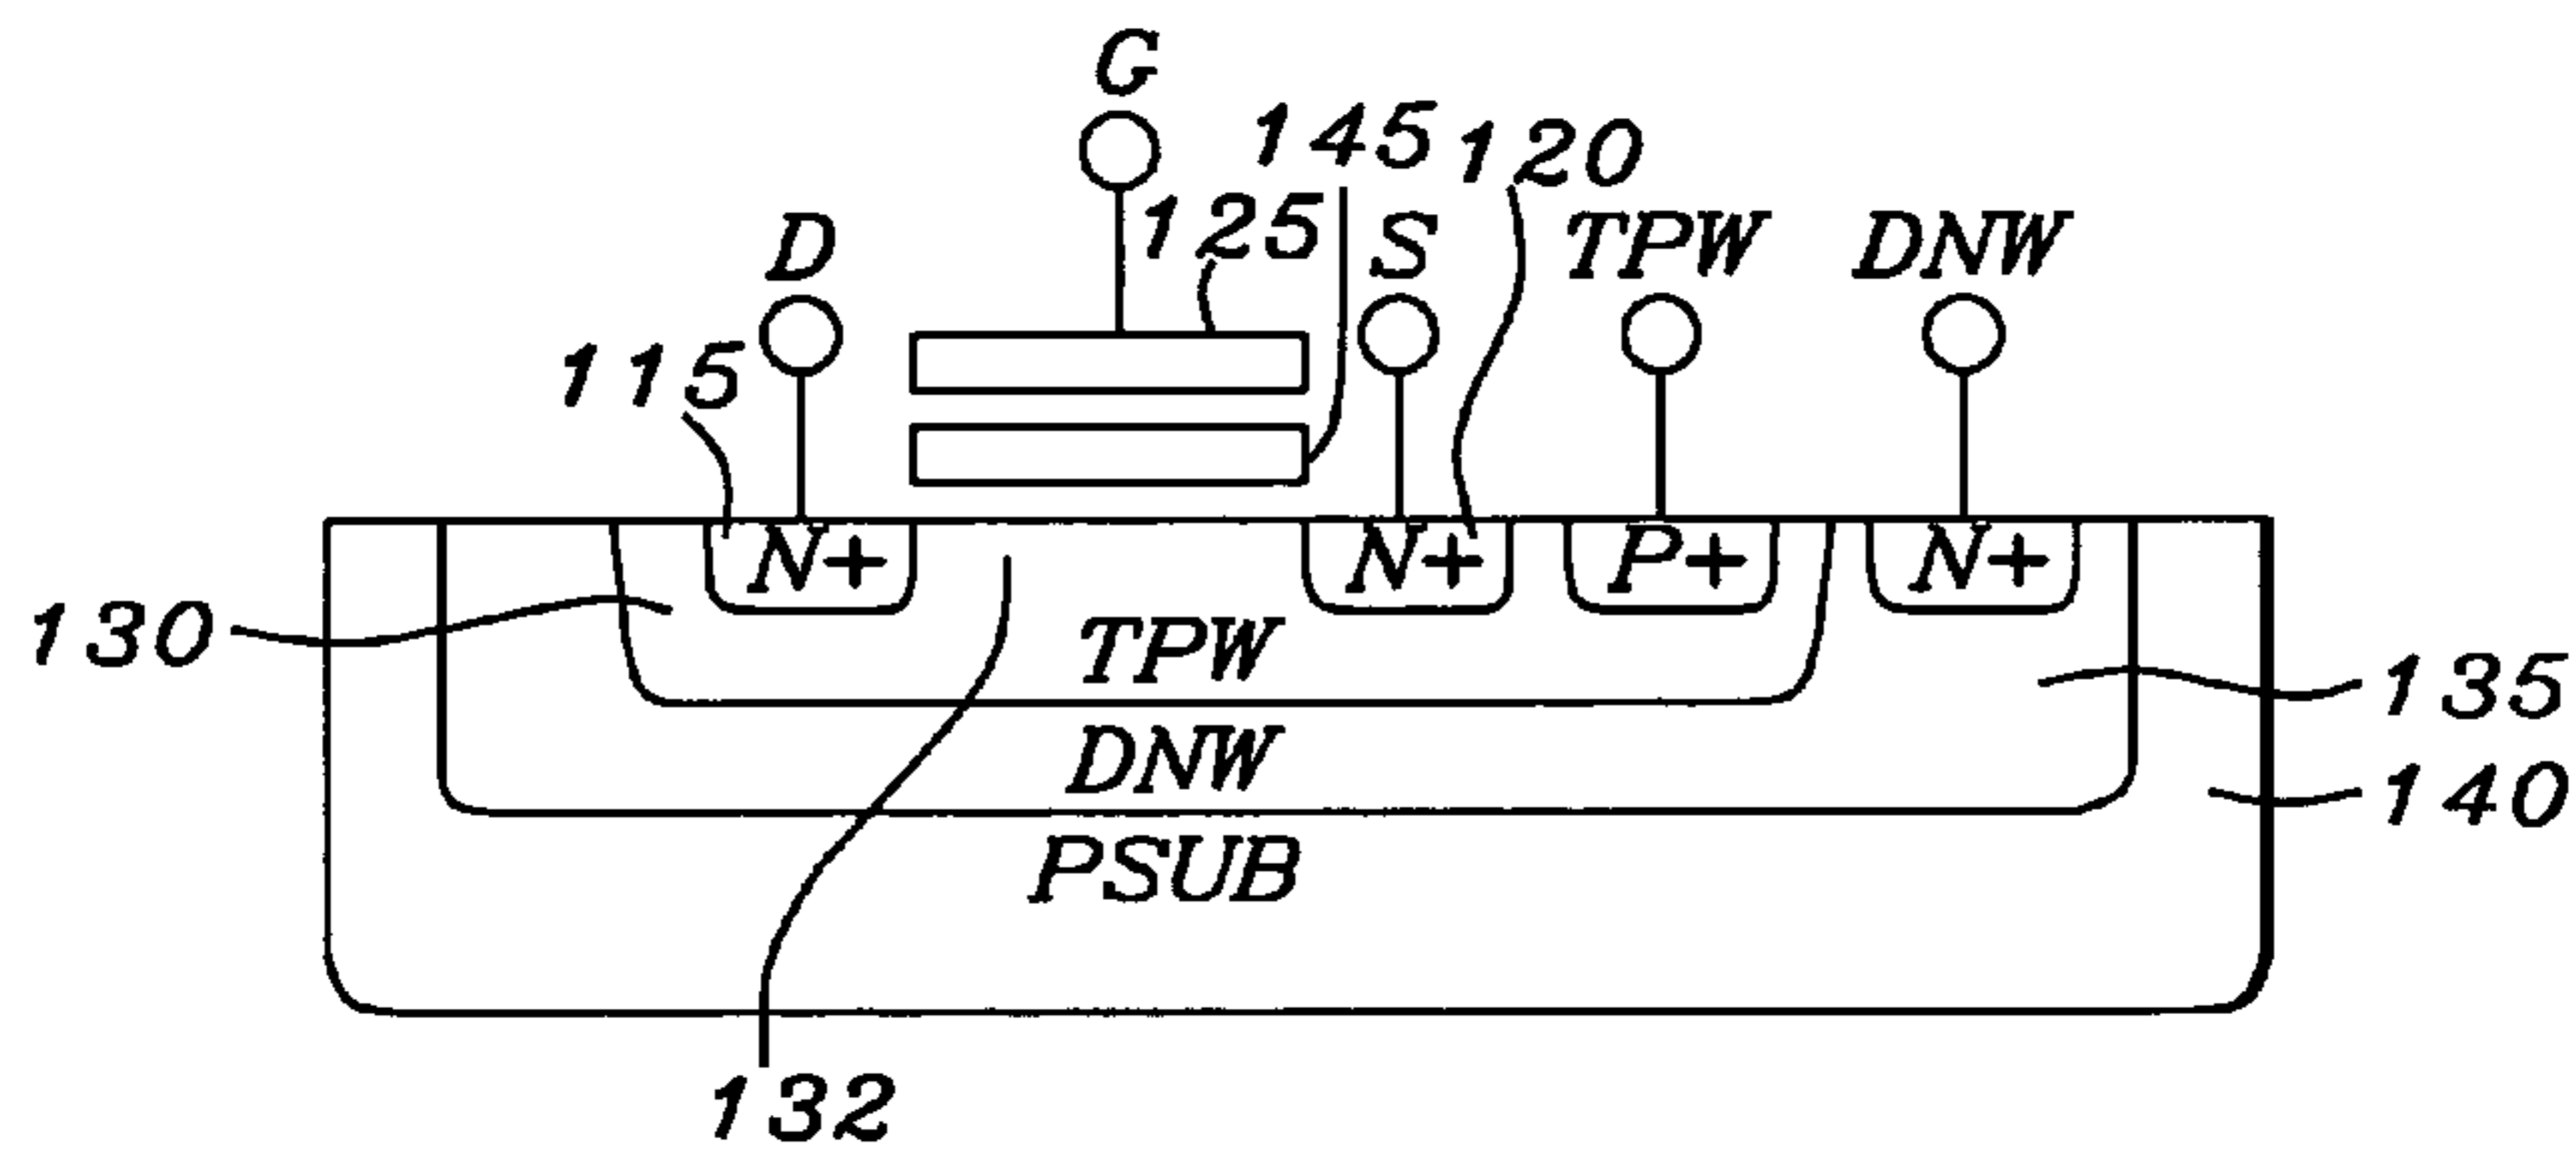 G
145 120
125
D S TPW DNW
115
N+ N+ P+ N+
130 TPW 135
DNW 140
PSUB
132